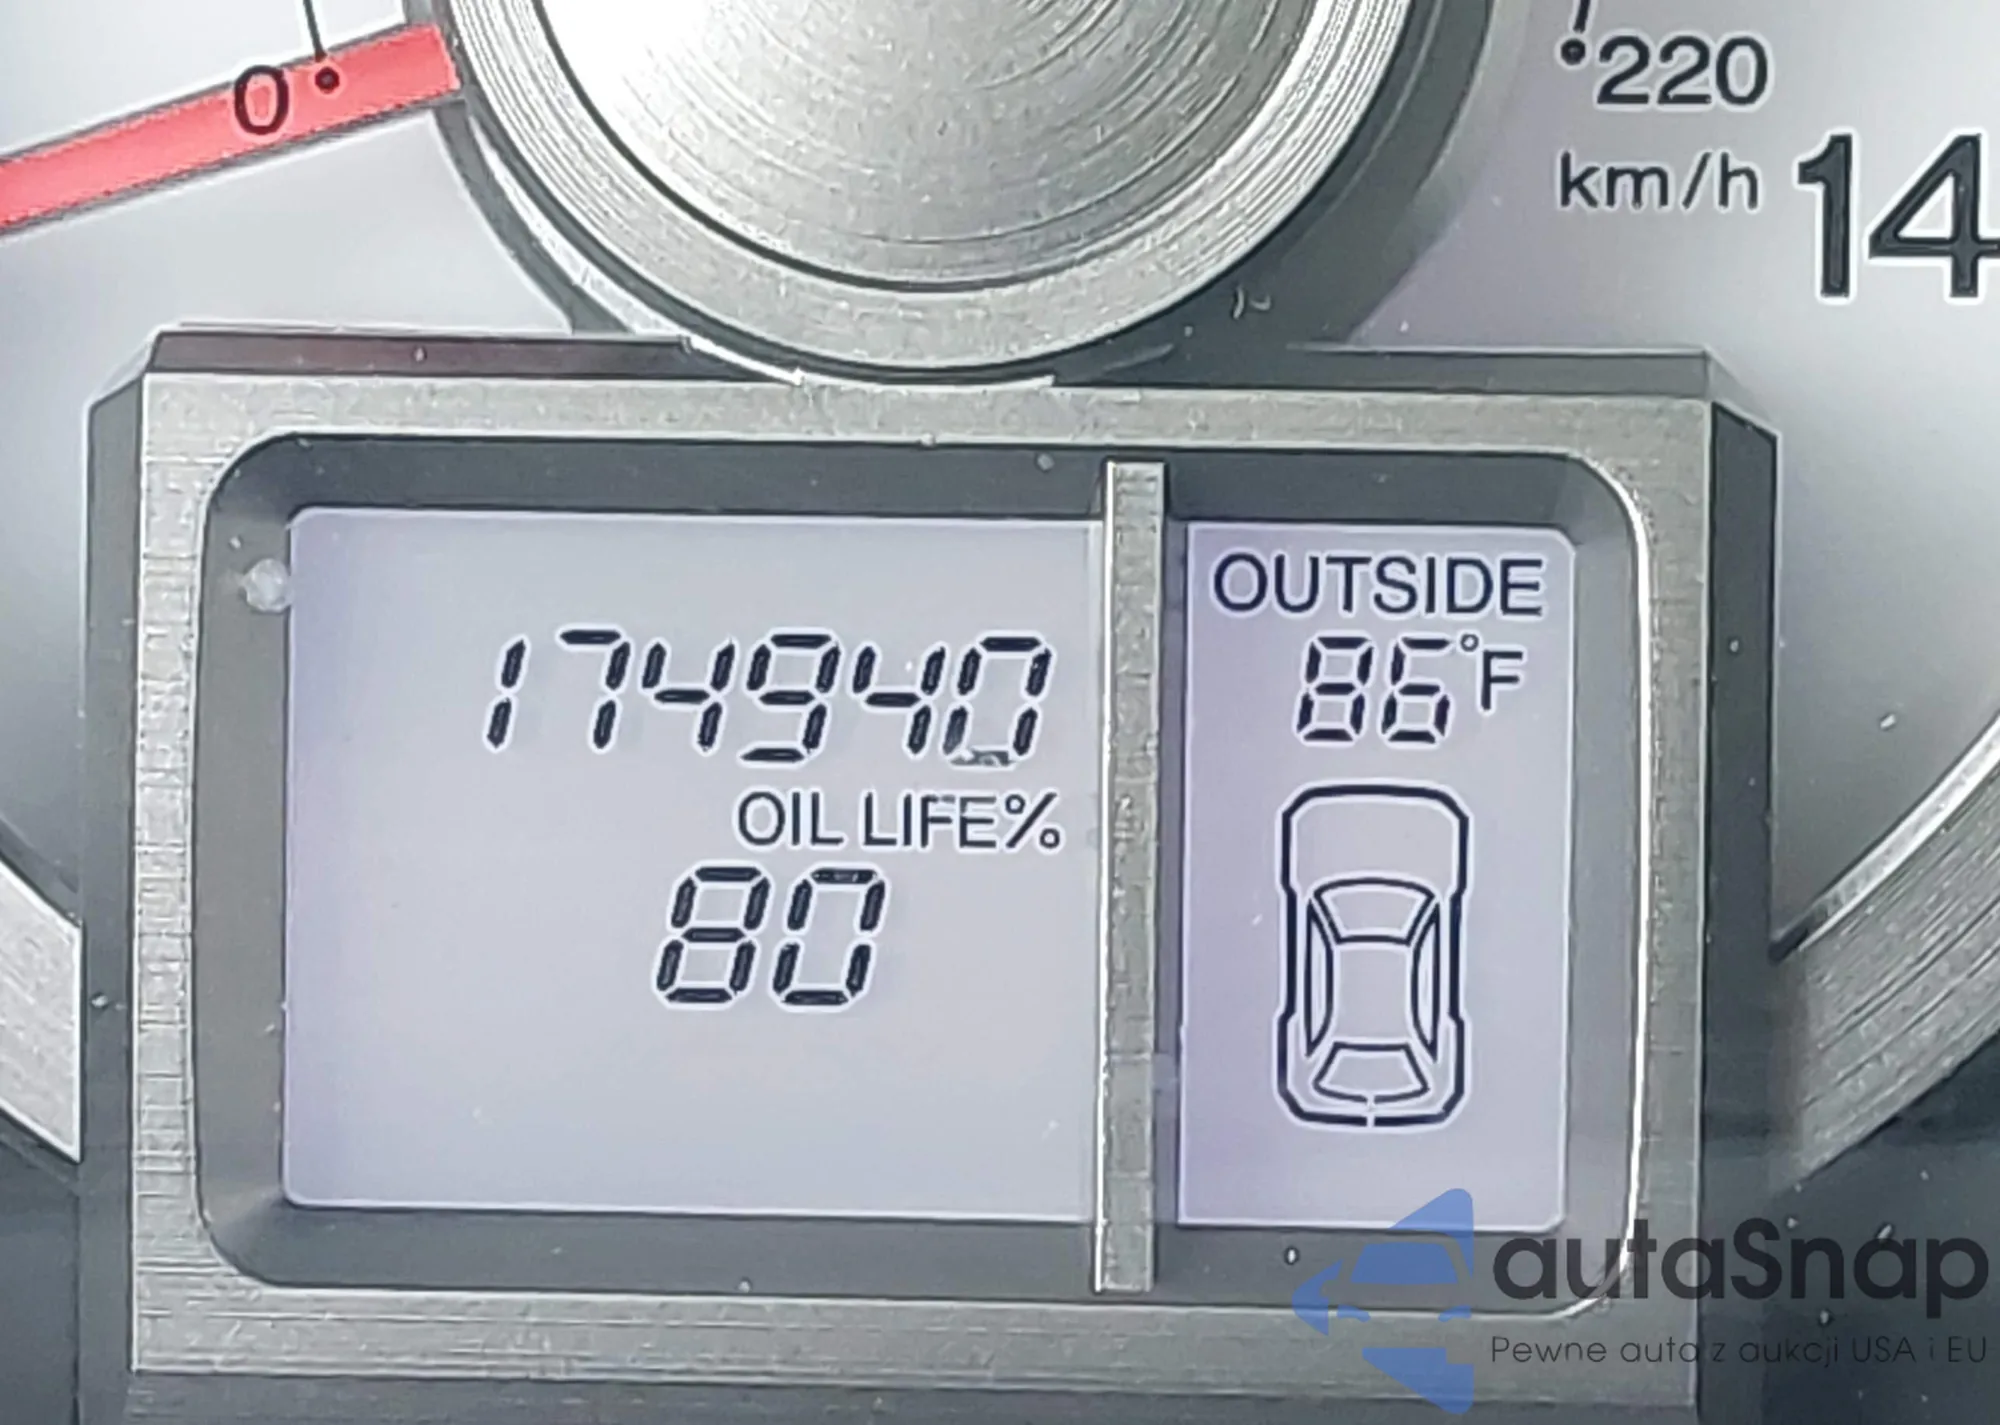 0
220
km/h
14
174940
OIL LIFE%
80
OUTSIDE
86°F
autaSnap
Pewne auta z aukcji USA i EU